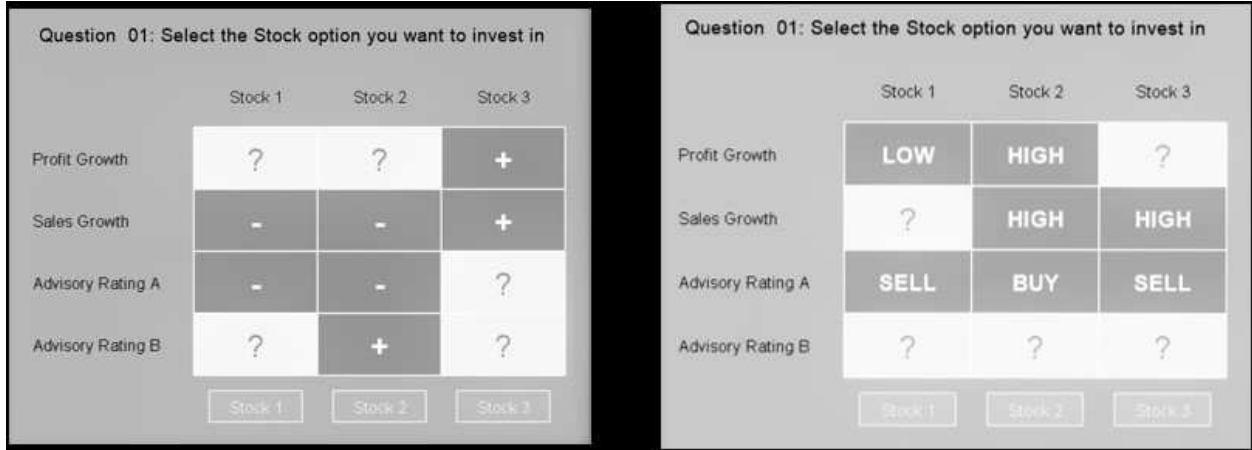 Question 01: Select the Stock option you want to invest in
Stock 1 Stock 2 Stock 3
Profit Growth ? ? +
Sales Growth - - +
Advisory Rating A - - ?
Advisory Rating B ? + ?
Stock 1 Stock 2 Stock 3
Question 01: Select the Stock option you want to invest in
Stock 1 Stock 2 Stock 3
Profit Growth LOW HIGH ?
Sales Growth ? HIGH HIGH
Advisory Rating A SELL BUY SELL
Advisory Rating B ? ? ?
Stock 1 Stock 2 Stock 3